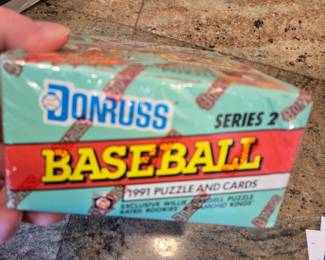 DONRUSS
SERIES 2
BASEBALL
1991 PUZZLE AND CARDS
EXCLUSIVE WILLIE STARGELL PUZZLE
RATED ROOKIES & DIAMOND KINGS